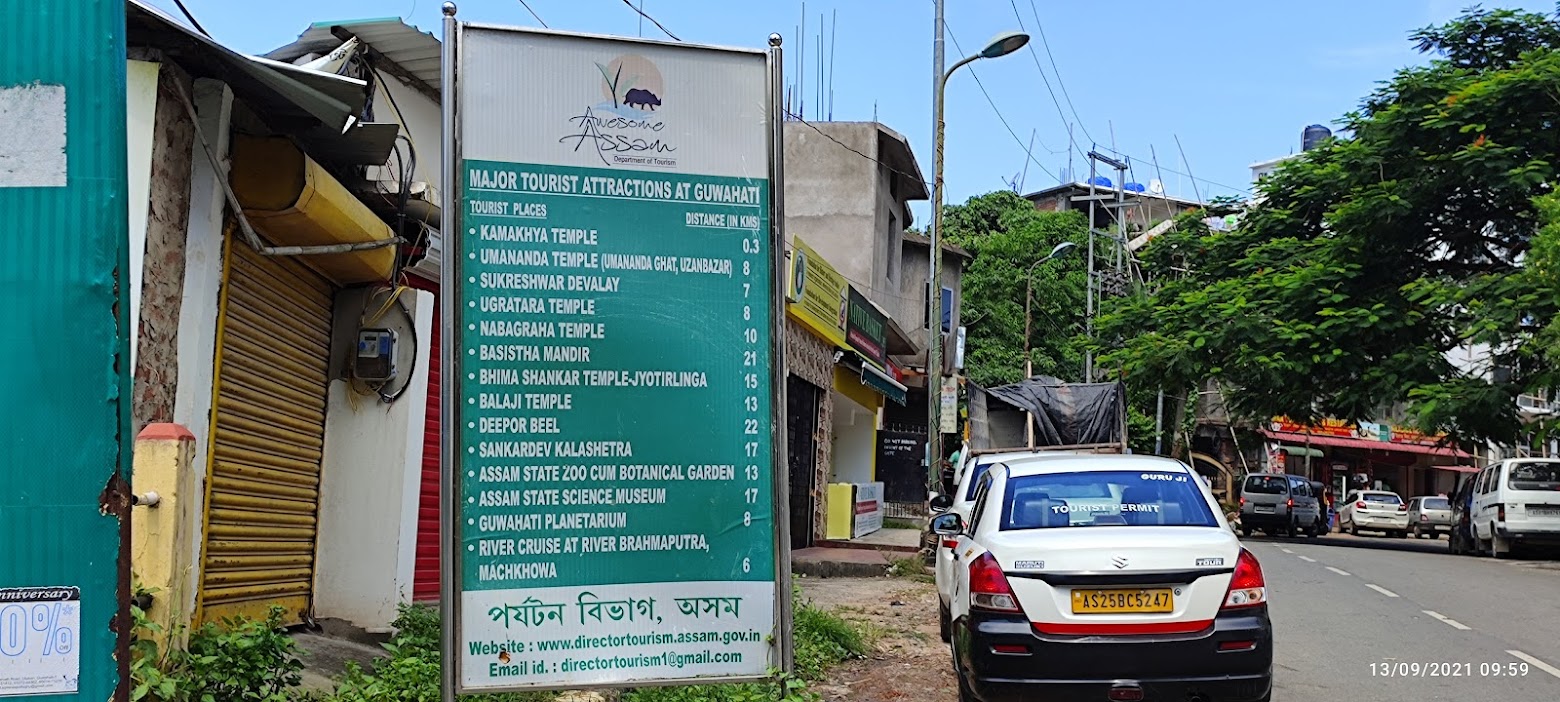 Awesome
Assam
Department of Tourism
MAJOR TOURIST ATTRACTIONS AT GUWAHATI
TOURIST PLACES DISTANCE (IN KMS)
• KAMAKHYA TEMPLE 0.3
• UMANANDA TEMPLE (UMANANDA GHAT, UZANBAZAR) 8
• SUKRESHWAR DEVALAY 7
• UGRATARA TEMPLE 8
• NABAGRAHA TEMPLE 10
• BASISTHA MANDIR 21
• BHIMA SHANKAR TEMPLE-JYOTIRLINGA 15
• BALAJI TEMPLE 13
• DEEPOR BEEL 22
• SANKARDEV KALASHETRA 17
• ASSAM STATE ZOO CUM BOTANICAL GARDEN 13
• ASSAM STATE SCIENCE MUSEUM 17
• GUWAHATI PLANETARIUM 8
• RIVER CRUISE AT RIVER BRAHMAPUTRA,
MACHKHOWA 6
পৰ্যটন বিভাগ, অসম
Website : www.directortourism.assam.gov.in
Email id. : directortourism1@gmail.com
GURU JI
TOURIST PERMIT
TOUR
AS25BC5247
nniversary
0%
13/09/2021 09:59